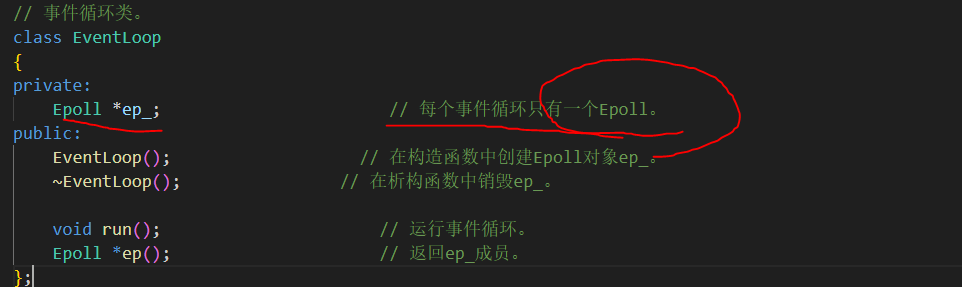 // 事件循环类。
class EventLoop
{
private:
Epoll *ep_; // 每个事件循环只有一个Epoll。
public:
EventLoop(); // 在构造函数中创建Epoll对象ep_。
~EventLoop(); // 在析构函数中销毁ep_。
void run(); // 运行事件循环。
Epoll *ep(); // 返回ep_成员。
};